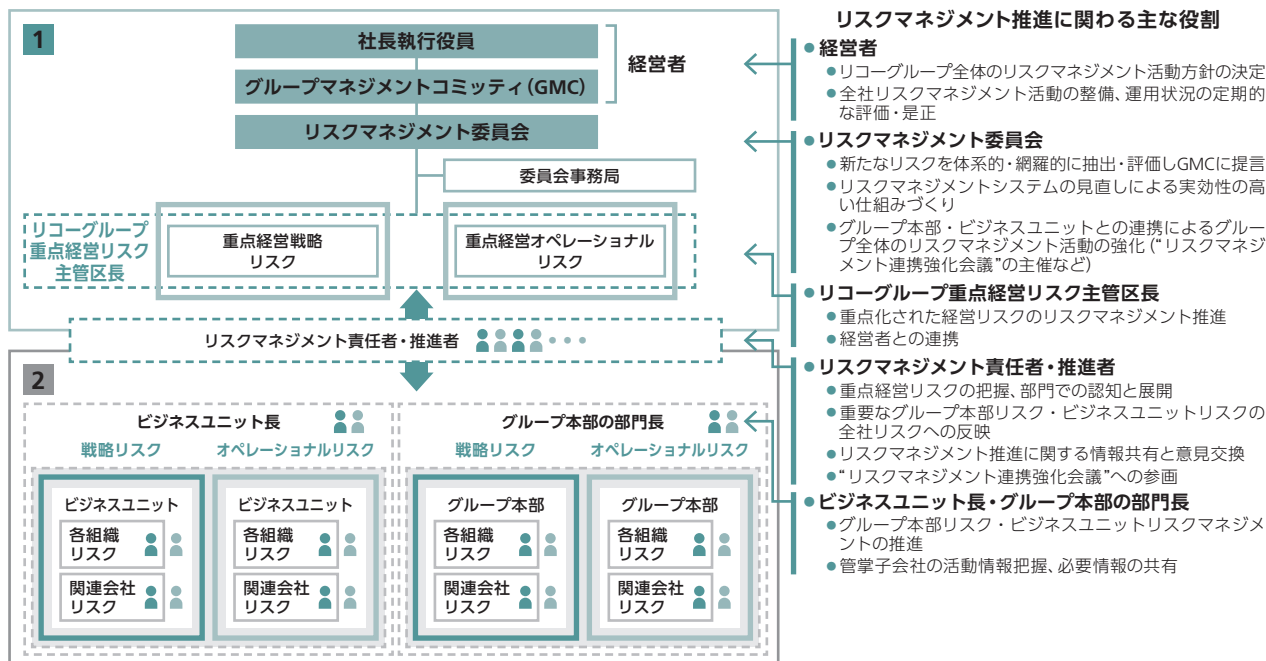 1
社長執行役員
グループマネジメントコミッティ（GMC）
経営者
リスクマネジメント委員会
委員会事務局
リコーグループ
重点経営リスク
主管区長
重点経営戦略
リスク
重点経営オペレーショナル
リスク
リスクマネジメント責任者・推進者
2
ビジネスユニット長
戦略リスク
オペレーショナルリスク
ビジネスユニット
各組織
リスク
関連会社
リスク
ビジネスユニット
各組織
リスク
関連会社
リスク
グループ本部の部門長
戦略リスク
オペレーショナルリスク
グループ本部
各組織
リスク
関連会社
リスク
グループ本部
各組織
リスク
関連会社
リスク
リスクマネジメント推進に関わる主な役割
●経営者
●リコーグループ全体のリスクマネジメント活動方針の決定
●全社リスクマネジメント活動の整備、運用状況の定期的
な評価・是正
●リスクマネジメント委員会
●新たなリスクを体系的・網羅的に抽出・評価しGMCに提言
●リスクマネジメントシステムの見直しによる実効性の高
い仕組みづくり
●グループ本部・ビジネスユニットとの連携によるグルー
プ全体のリスクマネジメント活動の強化（“リスクマネジ
メント連携強化会議”の主催など）
●リコーグループ重点経営リスク主管区長
●重点化された経営リスクのリスクマネジメント推進
●経営者との連携
●リスクマネジメント責任者・推進者
●重点経営リスクの把握、部門での認知と展開
●重要なグループ本部リスク・ビジネスユニットリスクの
全社リスクへの反映
●リスクマネジメント推進に関する情報共有と意見交換
●“リスクマネジメント連携強化会議”への参画
●ビジネスユニット長・グループ本部の部門長
●グループ本部リスク・ビジネスユニットリスクマネジメ
ントの推進
●管掌子会社の活動情報把握、必要情報の共有